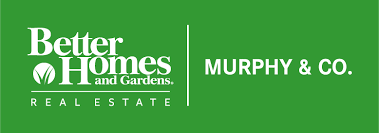 Better
Homes
and Gardens.
REAL ESTATE
MURPHY & CO.